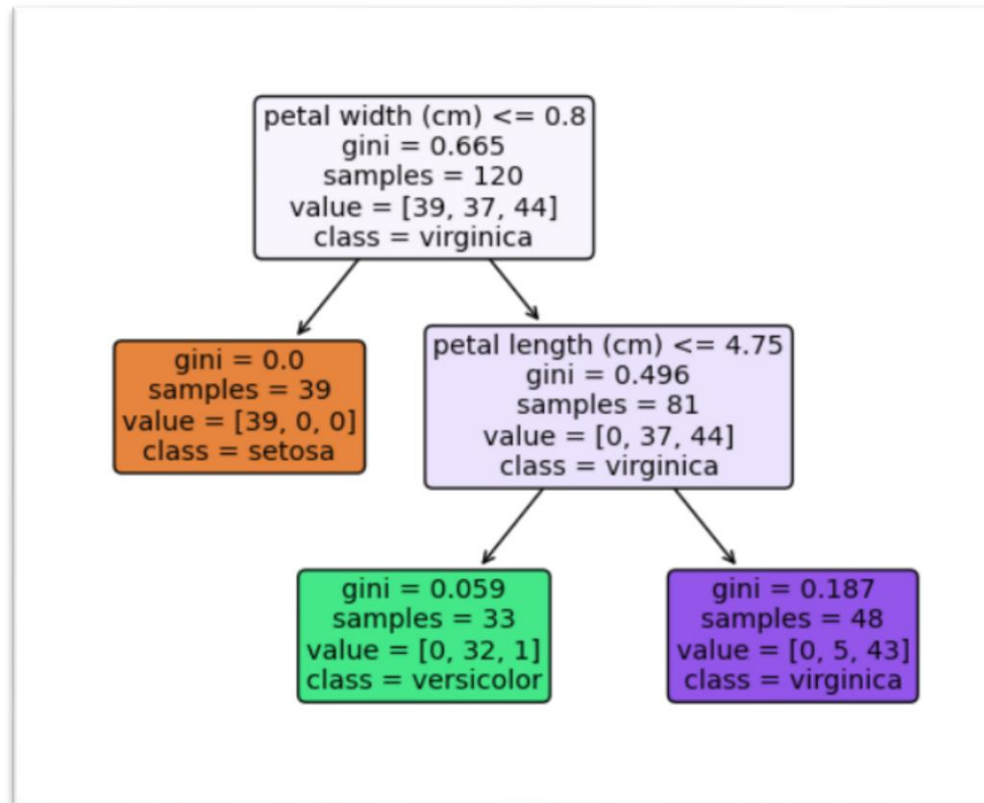 petal width (cm) <= 0.8
gini = 0.665
samples = 120
value = [39, 37, 44]
class = virginica
gini = 0.0
samples = 39
value = [39, 0, 0]
class = setosa
petal length (cm) <= 4.75
gini = 0.496
samples = 81
value = [0, 37, 44]
class = virginica
gini = 0.059
samples = 33
value = [0, 32, 1]
class = versicolor
gini = 0.187
samples = 48
value = [0, 5, 43]
class = virginica